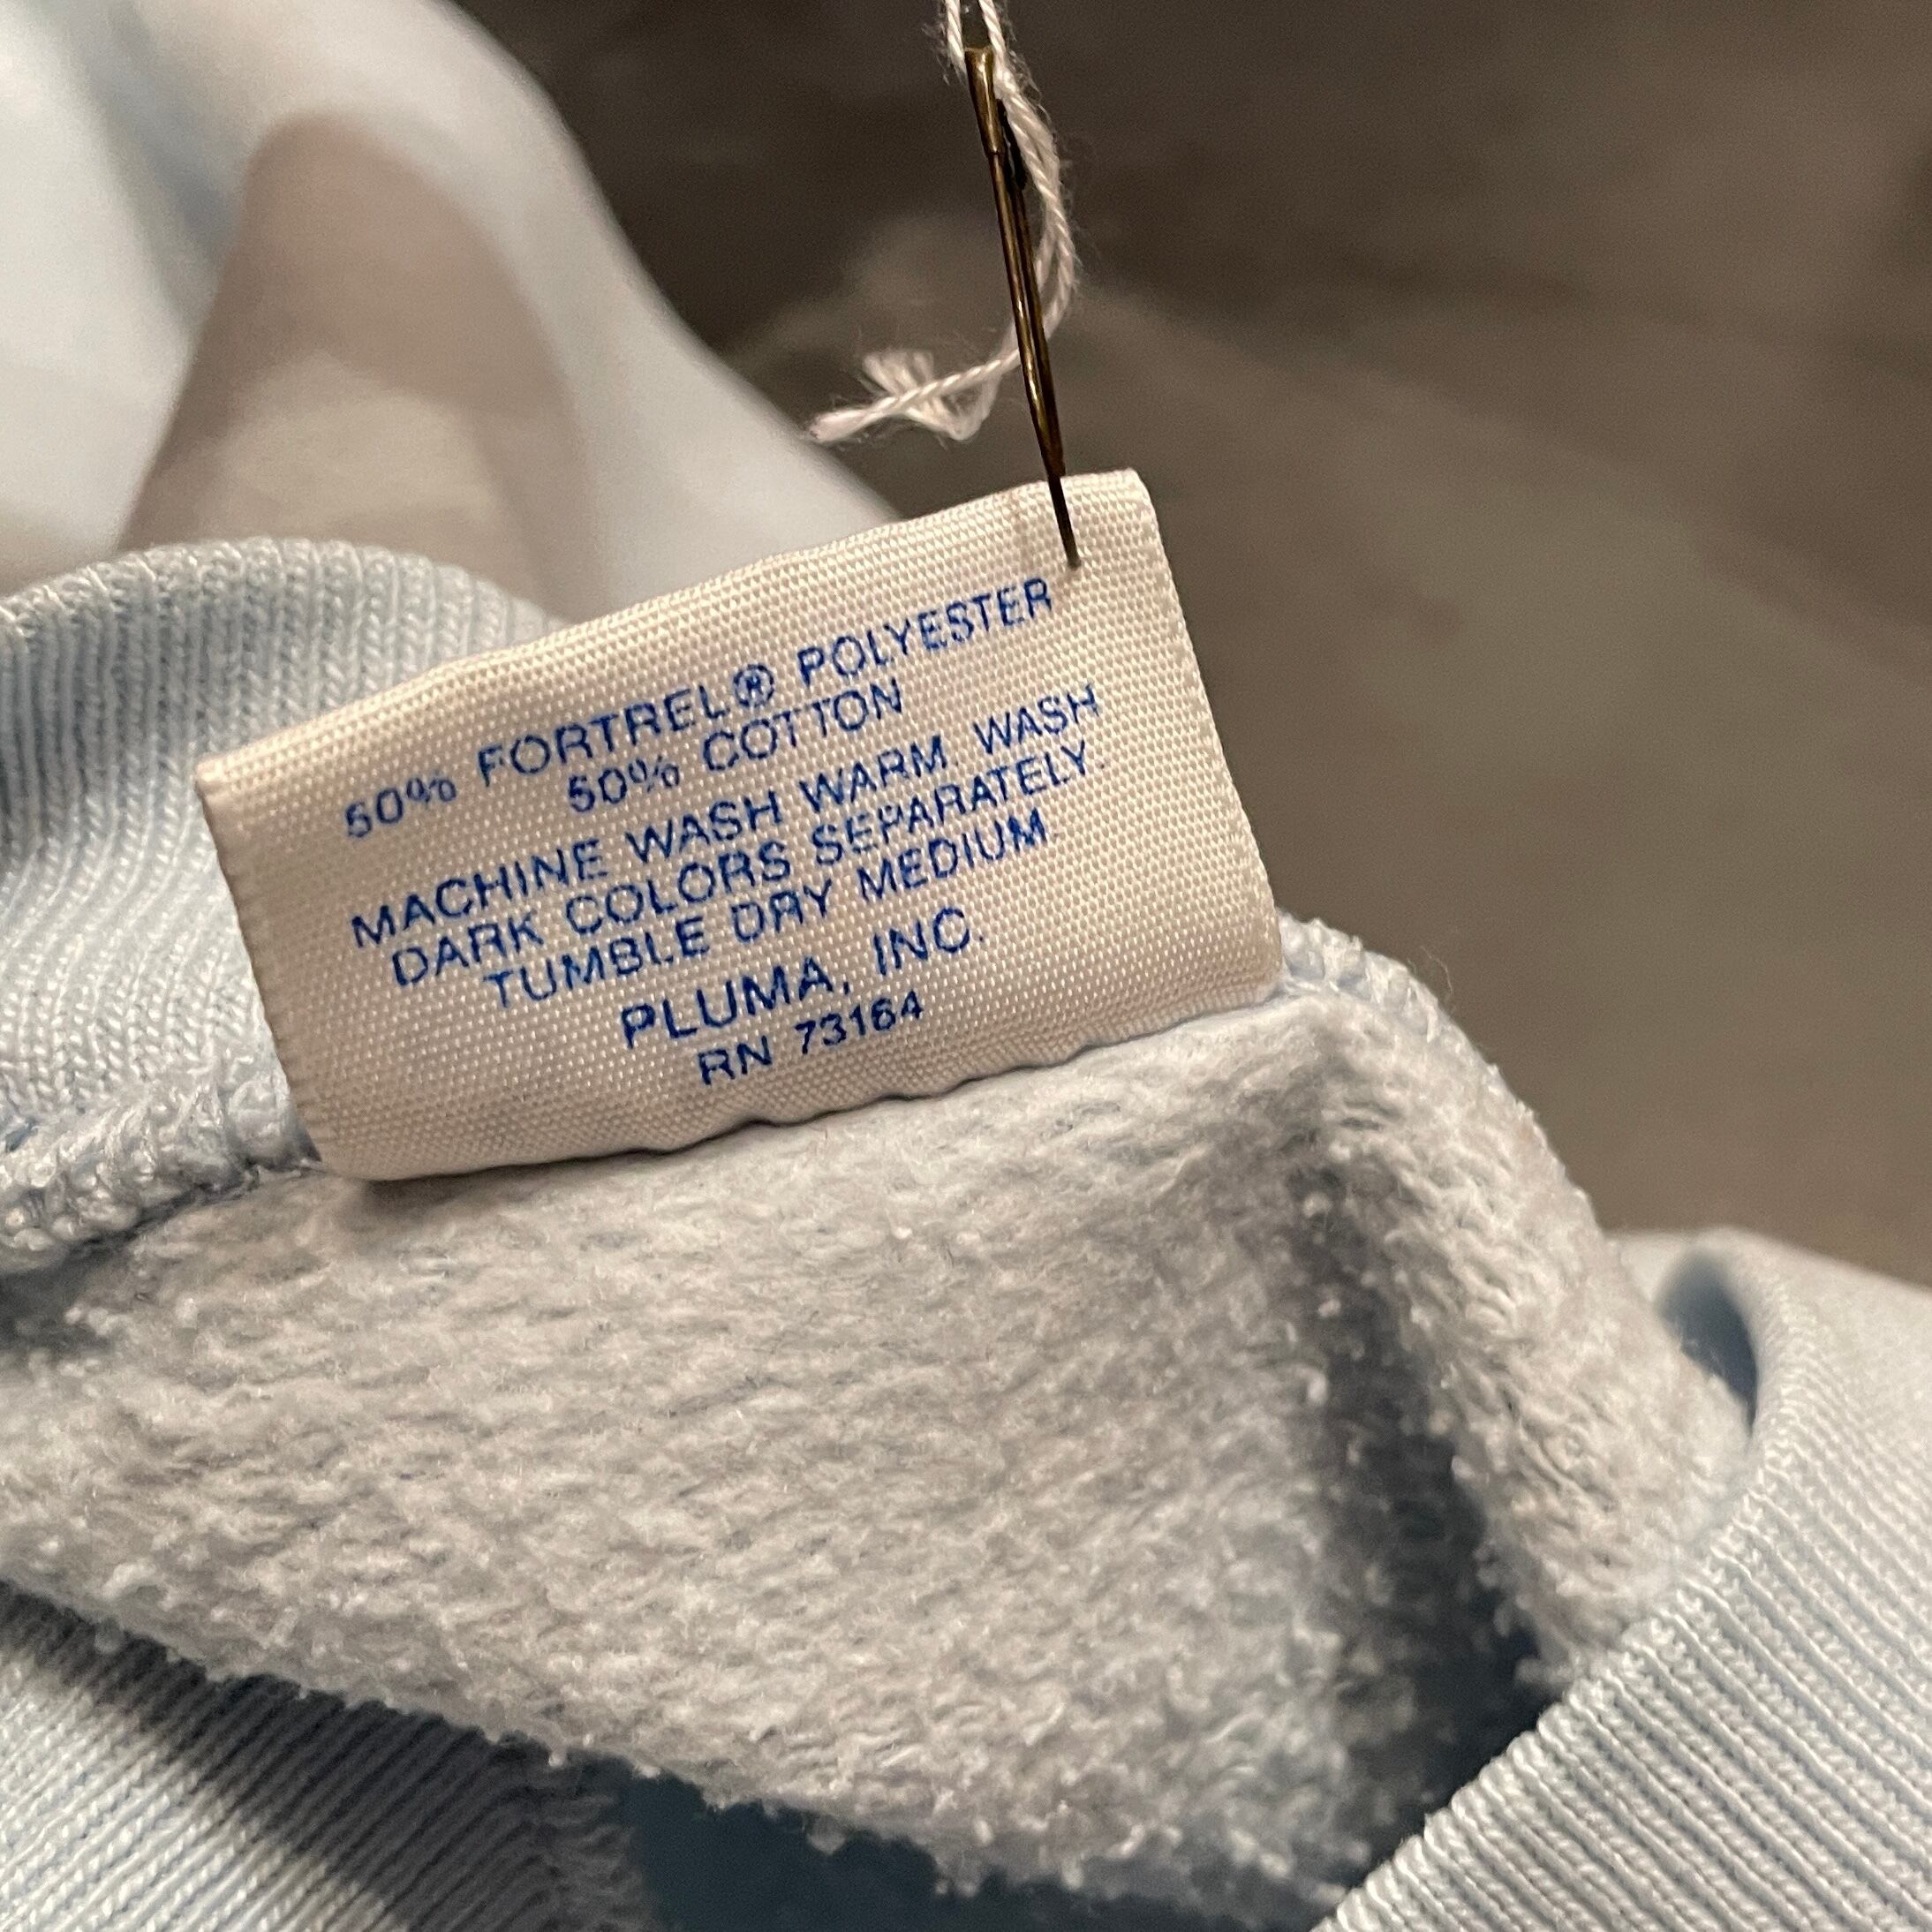 50% FORTREL® POLYESTER
50% COTTON
MACHINE WASH WARM. WASH
DARK COLORS SEPARATELY.
TUMBLE DRY MEDIUM.
PLUMA, INC.
RN 73164